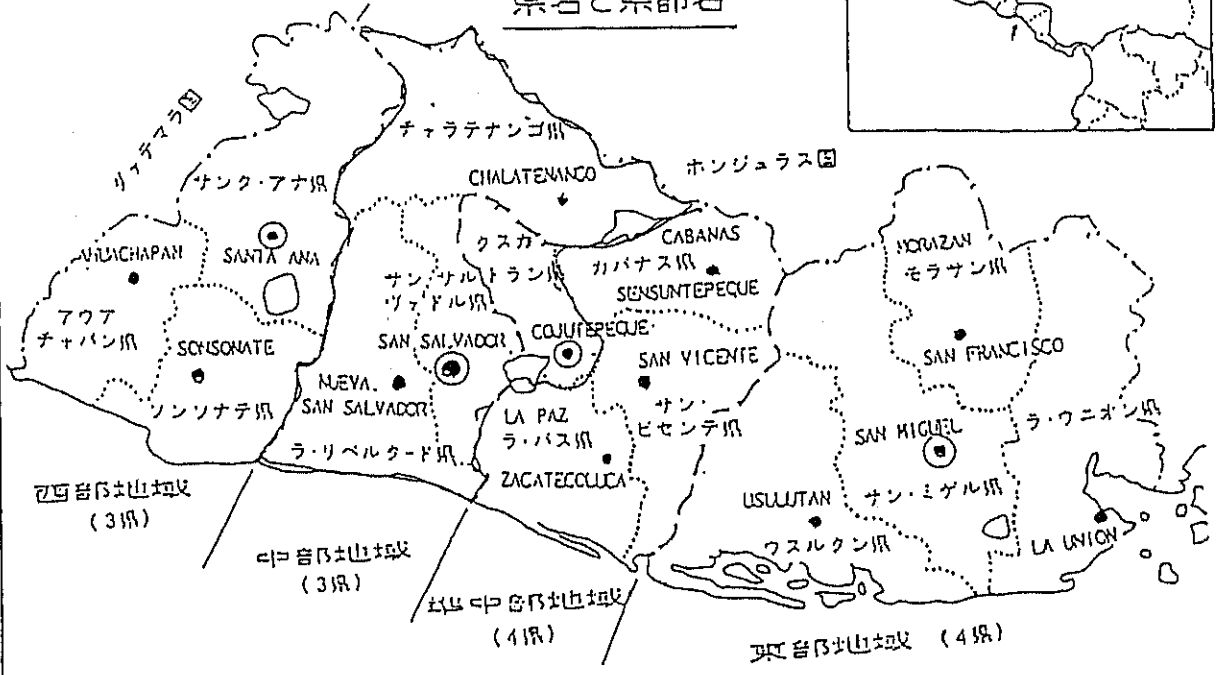 県名と県都名
リァテマラ国
チャラテナンゴ県
CHALATENANCO
ホンジュラス国
サンク・アナ県
SANTA ANA
AHUACHAPAN
アウア
チャパン県
SONSONATE
ソンソナテ県
クスカ
トラン県
サン・サル
ヴァドル県
SAN SALVADOR
NUEVA
SAN SALVADOR
ラ・リベルタード県
COJUTEPEQUE
CABANAS
カバナス県
SENSUNTEPEQUE
SAN VICENTE
サン・
ビセンテ県
LA PAZ
ラ・パス県
ZACATECOLUCA
MORAZAN
モラサン県
SAN FRANCISCO
SAN MIGUEL
サン・ミゲル県
ラ・ウニオン県
LA UNION
USULUTAN
ウスルタン県
西部地域
(3県)
中部地域
(3県)
準中部地域
(4県)
東部地域 (4県)